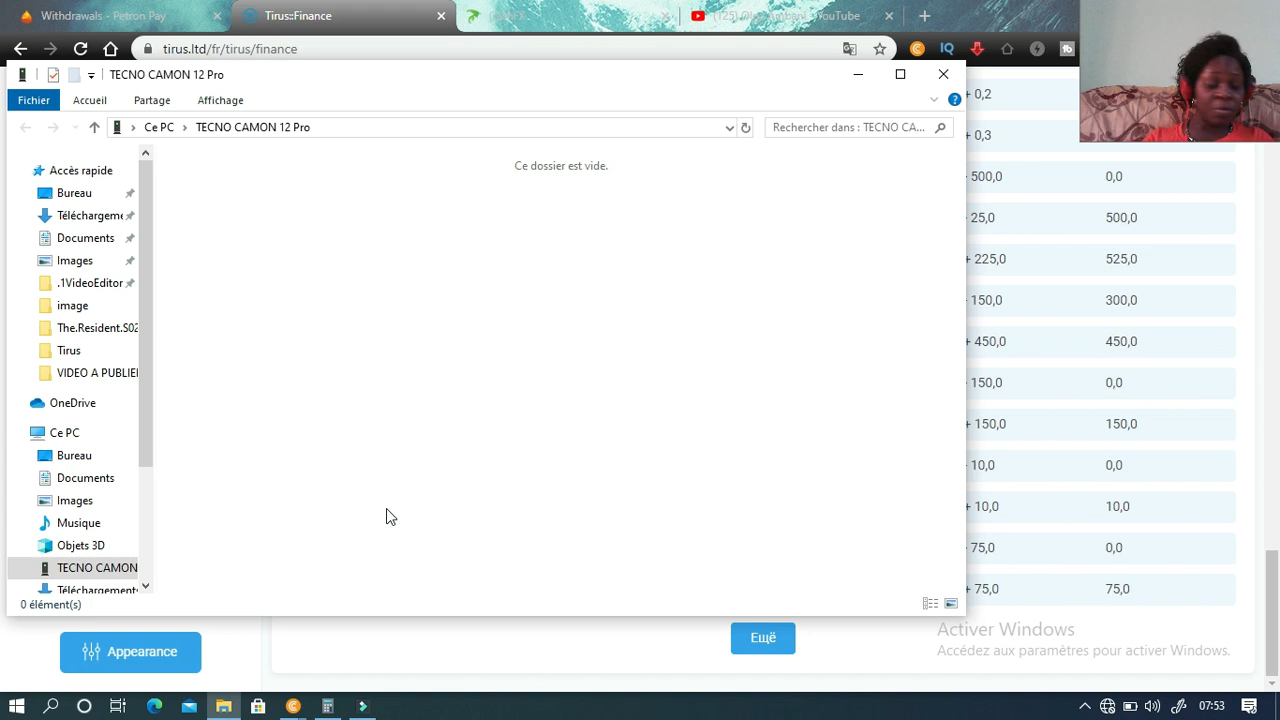 Withdrawals - Petron Pay
Tirus::Finance
(125) Olga Ambani - YouTube
tirus.ltd/fr/tirus/finance
IQ
TECNO CAMON 12 Pro
Fichier
Accueil
Partage
Affichage
Ce PC
TECNO CAMON 12 Pro
Rechercher dans : TECNO CA...
Ce dossier est vide.
Accès rapide
Bureau
Téléchargeme
Documents
Images
.1VideoEditor
image
The.Resident.S02
Tirus
VIDEO A PUBLIE
OneDrive
Ce PC
Bureau
Documents
Images
Musique
Objets 3D
TECNO CAMON
Téléchargements
0 élément(s)
+ 0,2
+ 0,3
- 500,0 0,0
- 25,0 500,0
+ 225,0 525,0
- 150,0 300,0
+ 450,0 450,0
- 150,0 0,0
+ 150,0 150,0
- 10,0 0,0
+ 10,0 10,0
- 75,0 0,0
+ 75,0 75,0
Appearance
Ещё
Activer Windows
Accédez aux paramètres pour activer Windows.
07:53